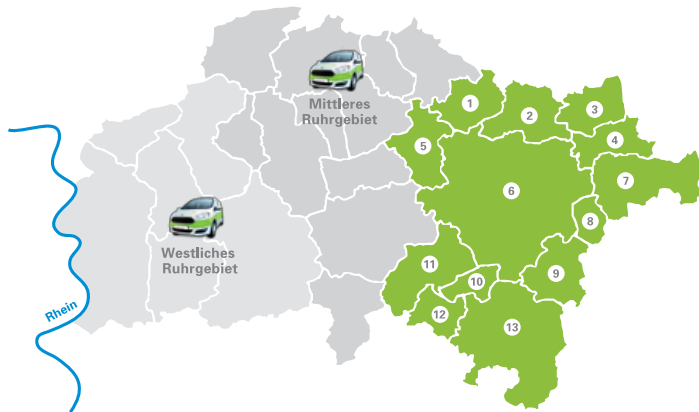 Mittleres
Ruhrgebiet
1
2
3
4
5
6
7
8
Westliches
Ruhrgebiet
11
9
10
Rhein
12
13